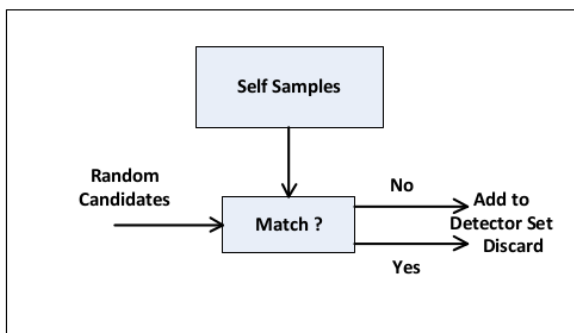 Self Samples
Random
Candidates
Match ?
No
Add to
Detector Set
Discard
Yes